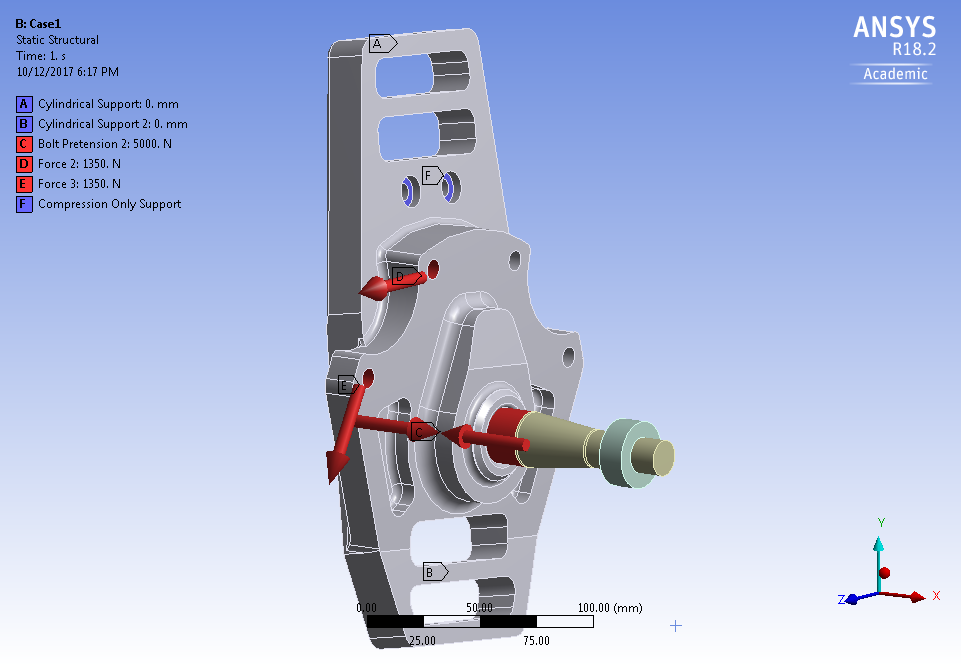 B: Case1
Static Structural
Time: 1. s
10/12/2017 6:17 PM
A Cylindrical Support: 0. mm
B Cylindrical Support 2: 0. mm
C Bolt Pretension 2: 5000. N
D Force 2: 1350. N
E Force 3: 1350. N
F Compression Only Support
ANSYS
R18.2
Academic
A
F
D
E
C
B
0.00 50.00 100.00 (mm)
25.00 75.00
Y
Z X